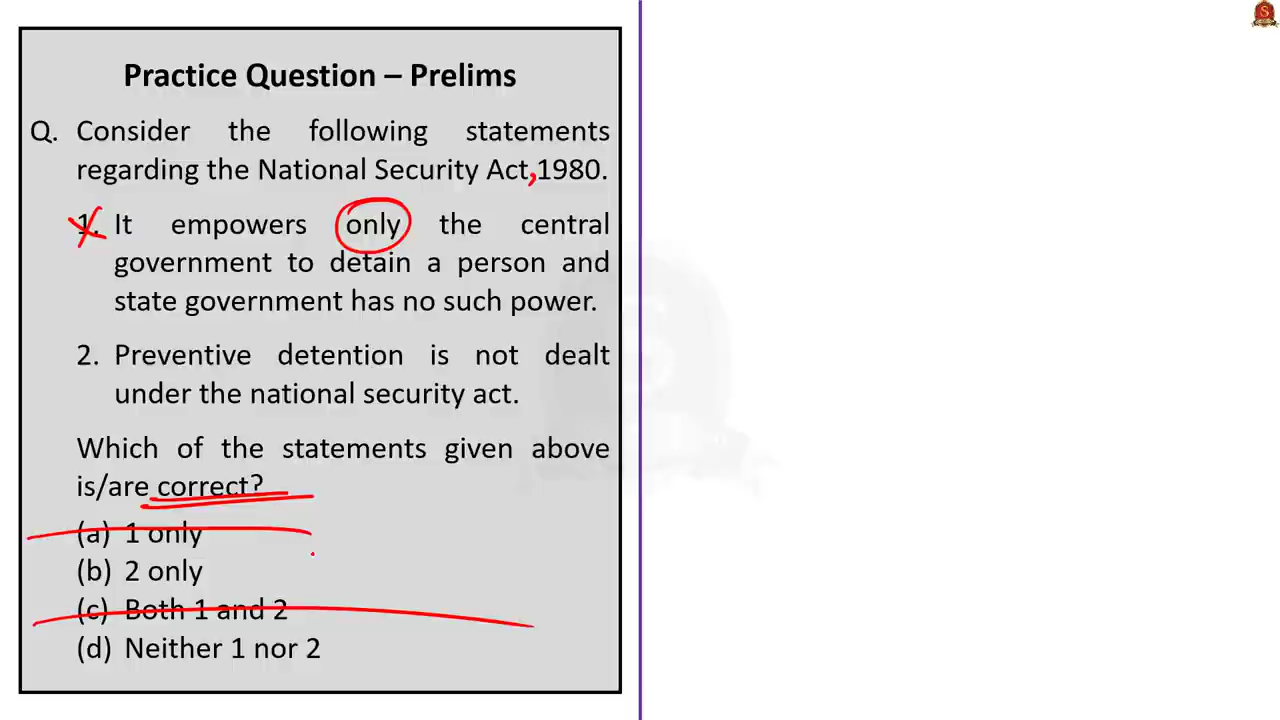 Practice Question – Prelims
Q. Consider the following statements
regarding the National Security Act,1980.
1. It empowers only the central
government to detain a person and
state government has no such power.
2. Preventive detention is not dealt
under the national security act.
Which of the statements given above
is/are correct?
(a) 1 only
(b) 2 only
(c) Both 1 and 2
(d) Neither 1 nor 2